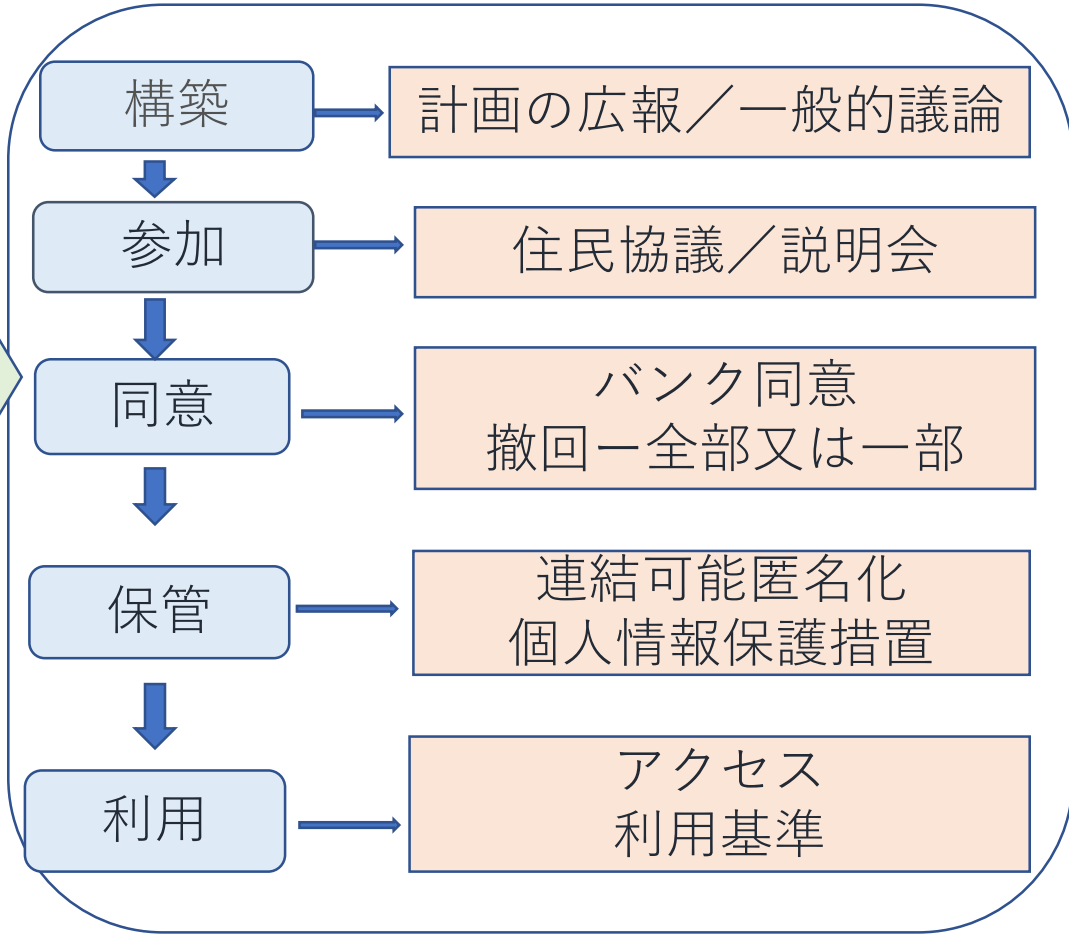 構築
計画の広報／一般的議論
参加
住民協議／説明会
同意
バンク同意
撤回ー全部又は一部
保管
連結可能匿名化
個人情報保護措置
利用
アクセス
利用基準